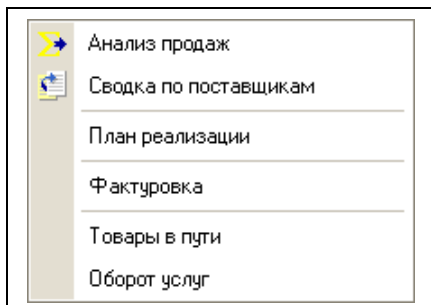 Анализ продаж
Сводка по поставщикам
План реализации
Фактуровка
Товары в пути
Оборот услуг